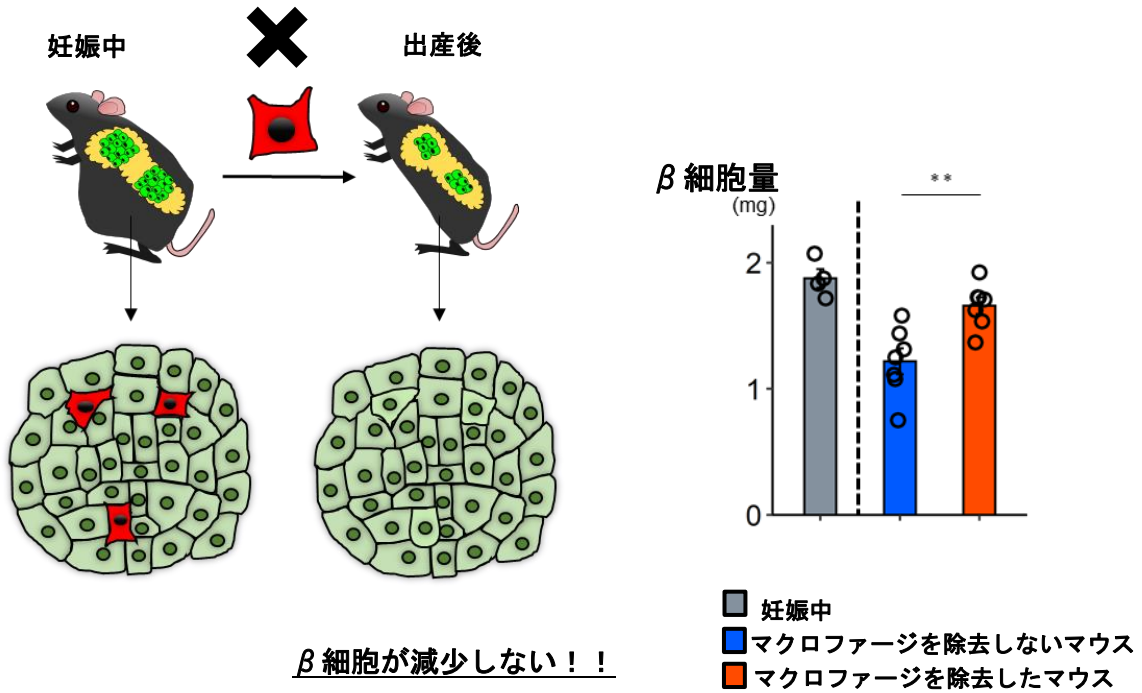 妊娠中
出産後
β細胞が減少しない！！
β細胞量
(mg)
**
2
1
0
妊娠中
マクロファージを除去しないマウス
マクロファージを除去したマウス